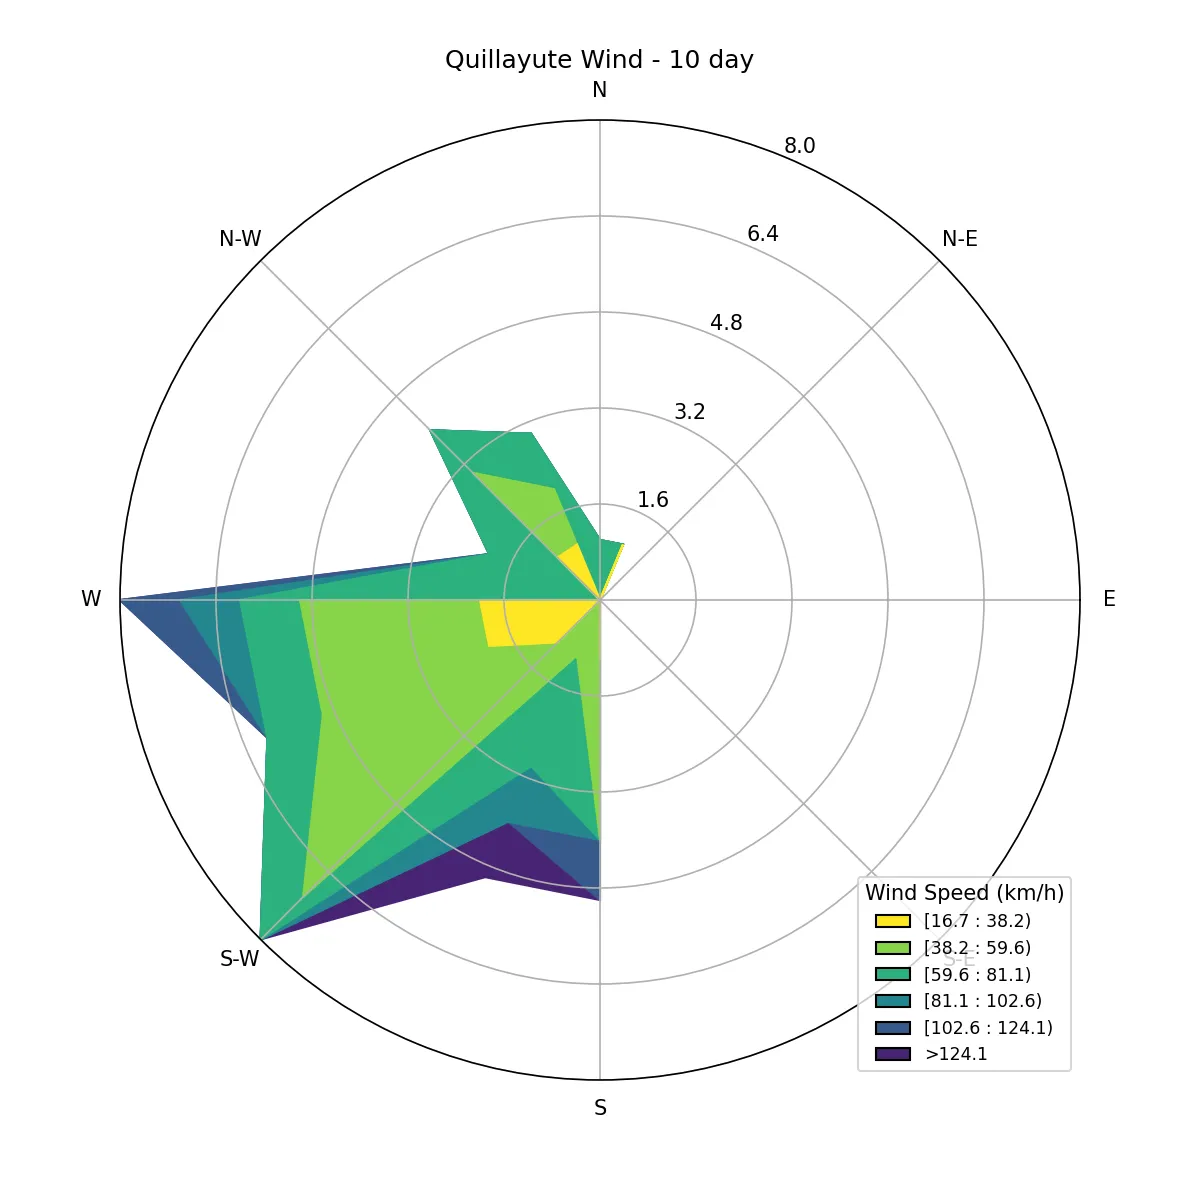 Quillayute Wind - 10 day
N
8.0
N-W
6.4
N-E
4.8
3.2
1.6
W
E
S-W
S-E
S
Wind Speed (km/h)
[16.7 : 38.2)
[38.2 : 59.6)
[59.6 : 81.1)
[81.1 : 102.6)
[102.6 : 124.1)
>124.1